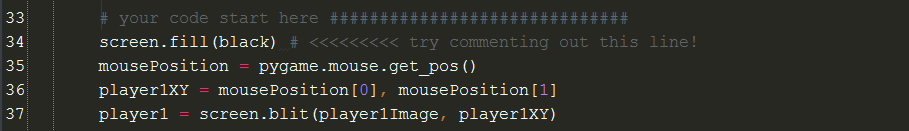 33 # your code start here ##############################
34 screen.fill(black) # <<<<<<<<< try commenting out this line!
35 mousePosition = pygame.mouse.get_pos()
36 player1XY = mousePosition[0], mousePosition[1]
37 player1 = screen.blit(player1Image, player1XY)